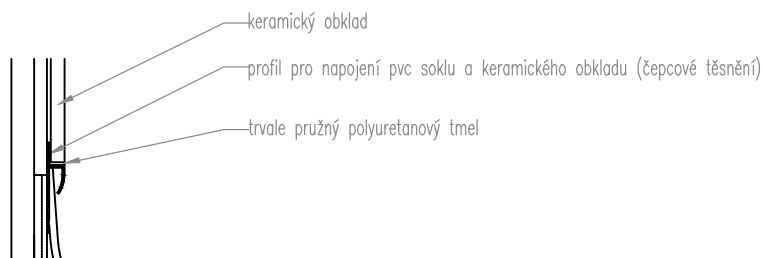 keramický obklad
profil pro napojení pvc soklu a keramického obkladu (čepcové těsnění)
trvale pružný polyuretanový tmel